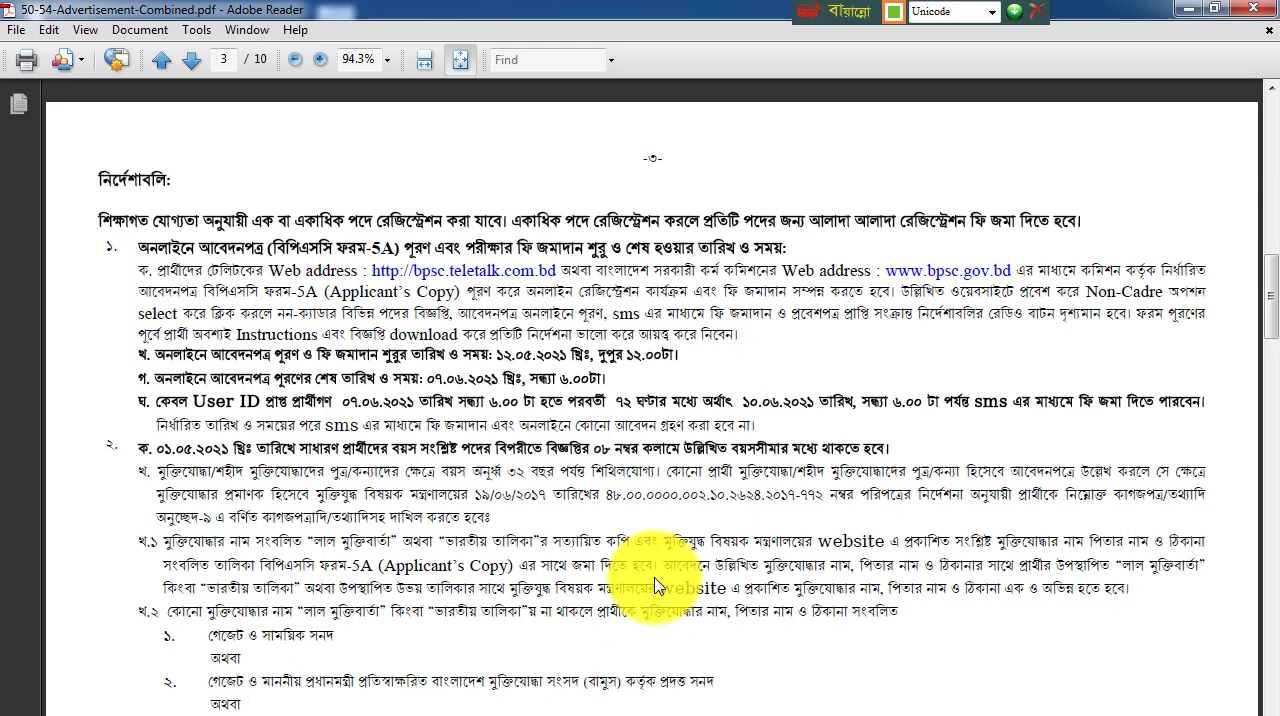 50-54-Advertisement-Combined.pdf - Adobe Reader
বায়ান্নো
Unicode
File Edit View Document Tools Window Help
3 / 10 94.3% Find
-৩-
নির্দেশাবলি:
শিক্ষাগত যোগ্যতা অনুযায়ী এক বা একাধিক পদে রেজিস্ট্রেশন করা যাবে। একাধিক পদে রেজিস্ট্রেশন করলে প্রতিটি পদের জন্য আলাদা আলাদা রেজিস্ট্রেশন ফি জমা দিতে হবে।
১. অনলাইনে আবেদনপত্র (বিপিএসসি ফরম-5A) পূরণ এবং পরীক্ষার ফি জমাদান শুরু ও শেষ হওয়ার তারিখ ও সময়:
ক. প্রার্থীদের টেলিটকের Web address : http://bpsc.teletalk.com.bd অথবা বাংলাদেশ সরকারী কর্ম কমিশনের Web address : www.bpsc.gov.bd এর মাধ্যমে কমিশন কর্তৃক নির্ধারিত
আবেদনপত্র বিপিএসসি ফরম-5A (Applicant's Copy) পূরণ করে অনলাইন রেজিস্ট্রেশন কার্যক্রম এবং ফি জমাদান সম্পন্ন করতে হবে। উল্লিখিত ওয়েবসাইটে প্রবেশ করে Non-Cadre অপশন
select করে ক্লিক করলে নন-ক্যাডার বিভিন্ন পদের বিজ্ঞপ্তি, আবেদনপত্র অনলাইনে পূরণ, sms এর মাধ্যমে ফি জমাদান ও প্রবেশপত্র প্রাপ্তি সংক্রান্ত নির্দেশাবলির রেডিও বাটন দৃশ্যমান হবে। ফরম পূরণের
পূর্বে প্রার্থী অবশ্যই Instructions এবং বিজ্ঞপ্তি download করে প্রতিটি নির্দেশনা ভালো করে আয়ত্ত্ব করে নিবেন।
খ. অনলাইনে আবেদনপত্র পূরণ ও ফি জমাদান শুরুর তারিখ ও সময়: ১২.০৫.২০২১ খ্রিঃ, দুপুর ১২.০০টা।
গ. অনলাইনে আবেদনপত্র পূরণের শেষ তারিখ ও সময়: ০৭.০৬.২০২১ খ্রিঃ, সন্ধ্যা ৬.০০টা।
ঘ. কেবল User ID প্রাপ্ত প্রার্থীগণ ০৭.০৬.২০২১ তারিখ সন্ধ্যা ৬.০০ টা হতে পরবর্তী ৭২ ঘণ্টার মধ্যে অর্থাৎ ১০.০৬.২০২১ তারিখ, সন্ধ্যা ৬.০০ টা পর্যন্ত sms এর মাধ্যমে ফি জমা দিতে পারবেন।
নির্ধারিত তারিখ ও সময়ের পরে sms এর মাধ্যমে ফি জমাদান এবং অনলাইনে কোনো আবেদন গ্রহণ করা হবে না।
২. ক. ০১.০৫.২০২১ খ্রিঃ তারিখে সাধারণ প্রার্থীদের বয়স সংশ্লিষ্ট পদের বিপরীতে বিজ্ঞপ্তির ০৮ নম্বর কলামে উল্লিখিত বয়সসীমার মধ্যে থাকতে হবে।
খ. মুক্তিযোদ্ধা/শহীদ মুক্তিযোদ্ধাদের পুত্র/কন্যাদের ক্ষেত্রে বয়স অনূর্ধ্ব ৩২ বছর পর্যন্ত শিথিলযোগ্য। কোনো প্রার্থী মুক্তিযোদ্ধা/শহীদ মুক্তিযোদ্ধাদের পুত্র/কন্যা হিসেবে আবেদনপত্রে উল্লেখ করলে সে ক্ষেত্রে
মুক্তিযোদ্ধার প্রমাণক হিসেবে মুক্তিযুদ্ধ বিষয়ক মন্ত্রণালয়ের ১৯/০৬/২০১৭ তারিখের ৪৮.০০.০০০০.০০২.১০.২৬২৪.২০১৭-৭৭২ নম্বর পরিপত্রের নির্দেশনা অনুযায়ী প্রার্থীকে নিম্নোক্ত কাগজপত্র/তথ্যাদি
অনুচ্ছেদ-৯ এ বর্ণিত কাগজপত্রাদি/তথ্যাদিসহ দাখিল করতে হবেঃ
খ.১ মুক্তিযোদ্ধার নাম সংবলিত “লাল মুক্তিবার্তা” অথবা “ভারতীয় তালিকা”র সত্যায়িত কপি এবং মুক্তিযুদ্ধ বিষয়ক মন্ত্রণালয়ের website এ প্রকাশিত সংশ্লিষ্ট মুক্তিযোদ্ধার নাম পিতার নাম ও ঠিকানা
সংবলিত তালিকা বিপিএসসি ফরম-5A (Applicant's Copy) এর সাথে জমা দিতে হবে। আবেদনে উল্লিখিত মুক্তিযোদ্ধার নাম, পিতার নাম ও ঠিকানার সাথে প্রার্থীর উপস্থাপিত “লাল মুক্তিবার্তা”
কিংবা “ভারতীয় তালিকা” অথবা উপস্থাপিত উভয় তালিকার সাথে মুক্তিযুদ্ধ বিষয়ক মন্ত্রণালয়ের website এ প্রকাশিত মুক্তিযোদ্ধার নাম, পিতার নাম ও ঠিকানা এক ও অভিন্ন হতে হবে।
খ.২ কোনো মুক্তিযোদ্ধার নাম “লাল মুক্তিবার্তা” কিংবা “ভারতীয় তালিকা”য় না থাকলে প্রার্থীকে মুক্তিযোদ্ধার নাম, পিতার নাম ও ঠিকানা সংবলিত
১. গেজেট ও সাময়িক সনদ
অথবা
২. গেজেট ও মাননীয় প্রধানমন্ত্রী প্রতিস্বাক্ষরিত বাংলাদেশ মুক্তিযোদ্ধা সংসদ (বামুস) কর্তৃক প্রদত্ত সনদ
অথবা